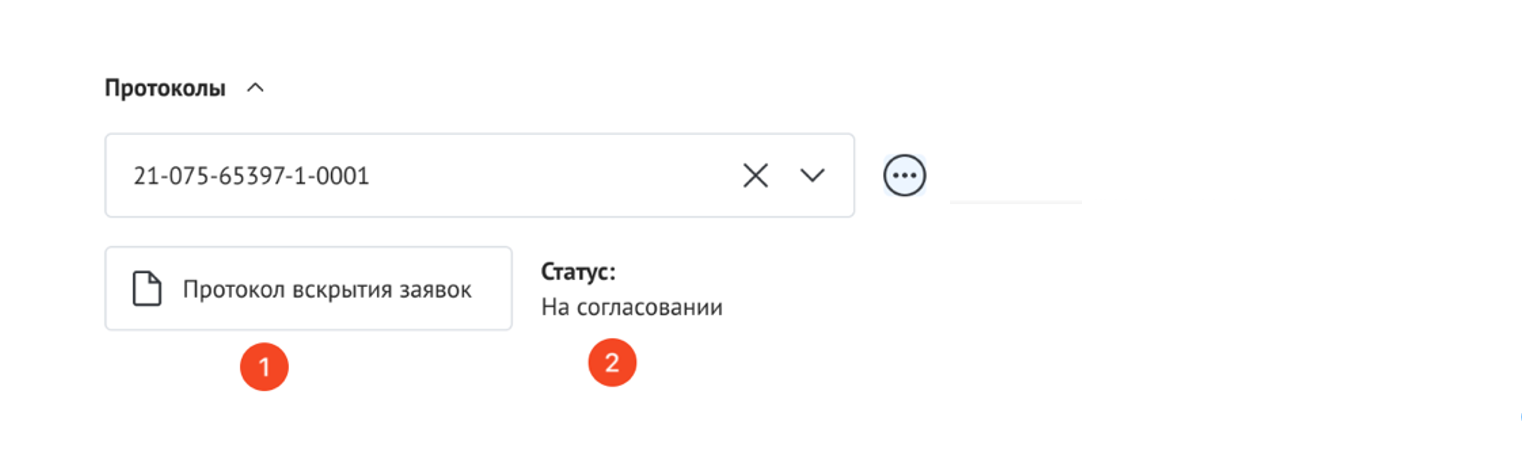 Протоколы
21-075-65397-1-0001
Протокол вскрытия заявок
Статус:
На согласовании
1
2